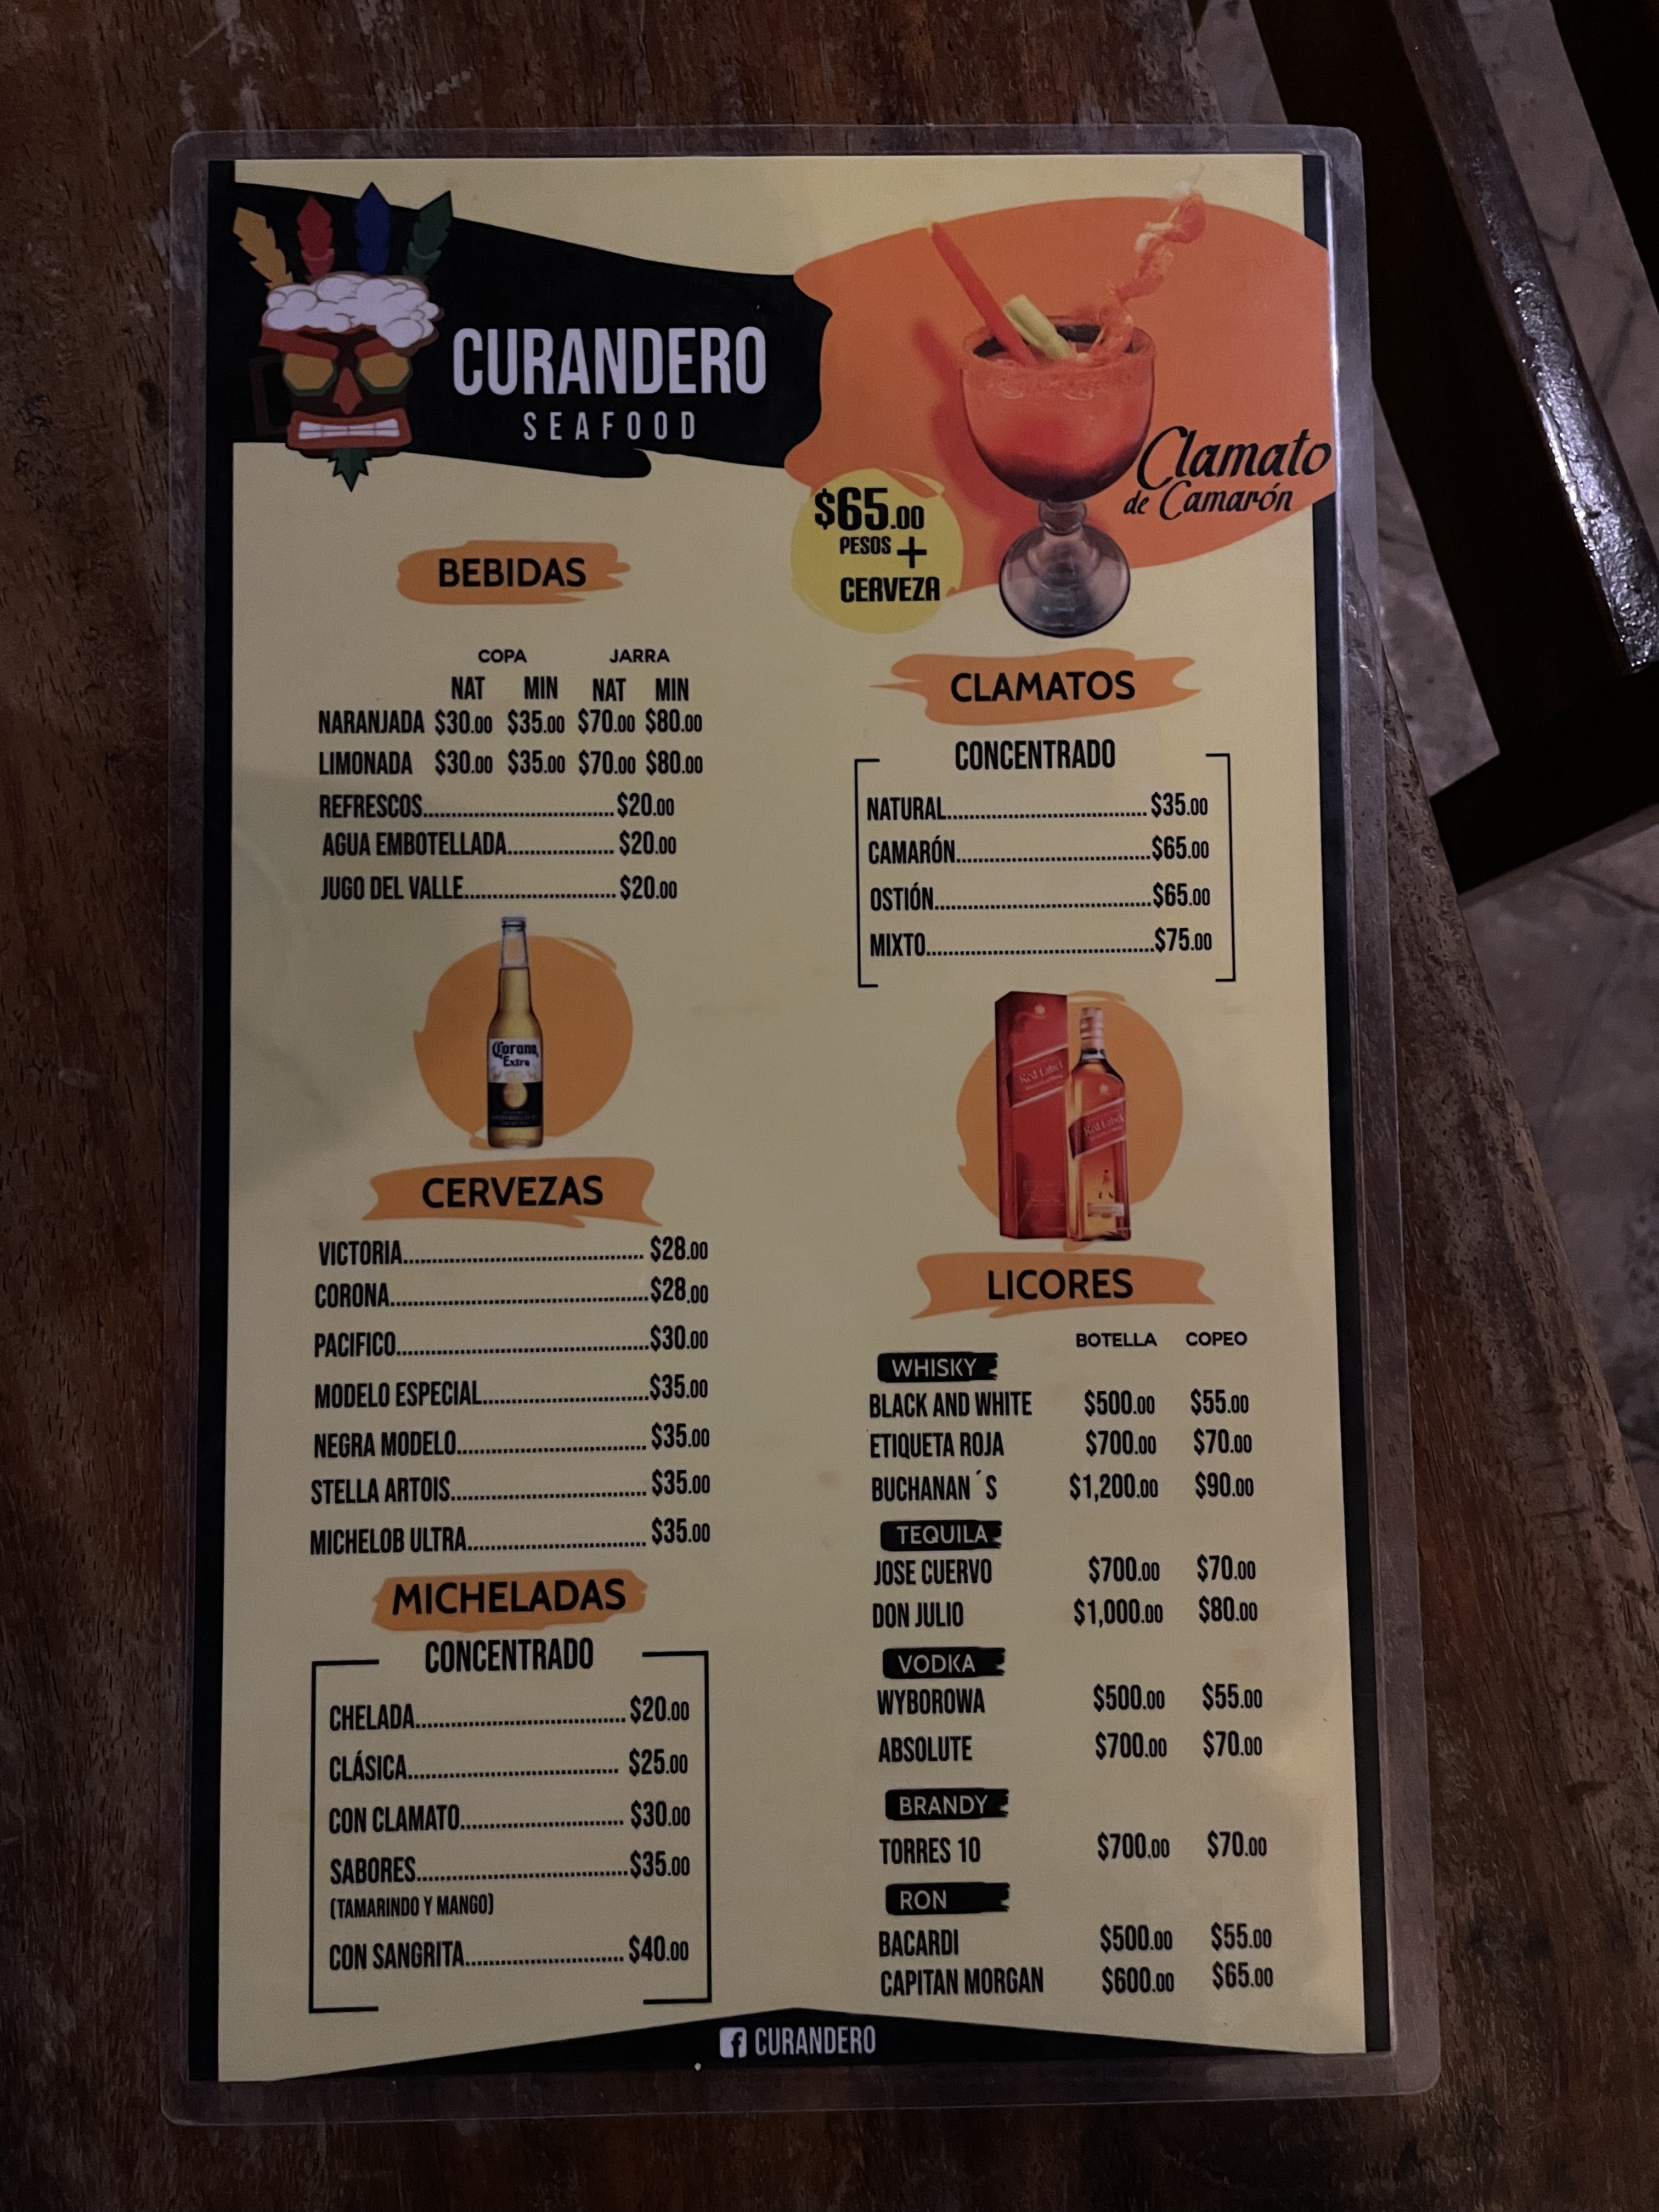 CURANDERO
SEAFOOD
Clamato
de Camarón
$65.00
PESOS +
CERVEZA
BEBIDAS
COPA JARRA
NAT MIN NAT MIN
NARANJADA $30.00 $35.00 $70.00 $80.00
LIMONADA $30.00 $35.00 $70.00 $80.00
REFRESCOS $20.00
AGUA EMBOTELLADA $20.00
JUGO DEL VALLE $20.00
Corona
Extra
CERVEZAS
VICTORIA $28.00
CORONA $28.00
PACIFICO $30.00
MODELO ESPECIAL $35.00
NEGRA MODELO $35.00
STELLA ARTOIS $35.00
MICHELOB ULTRA $35.00
MICHELADAS
CONCENTRADO
CHELADA $20.00
CLÁSICA $25.00
CON CLAMATO $30.00
SABORES $35.00
(TAMARINDO Y MANGO)
CON SANGRITA $40.00
CLAMATOS
CONCENTRADO
NATURAL $35.00
CAMARÓN $65.00
OSTIÓN $65.00
MIXTO $75.00
Red Label
Red Label
LICORES
BOTELLA COPEO
WHISKY
BLACK AND WHITE $500.00 $55.00
ETIQUETA ROJA $700.00 $70.00
BUCHANAN´S $1,200.00 $90.00
TEQUILA
JOSE CUERVO $700.00 $70.00
DON JULIO $1,000.00 $80.00
VODKA
WYBOROWA $500.00 $55.00
ABSOLUTE $700.00 $70.00
BRANDY
TORRES 10 $700.00 $70.00
RON
BACARDI $500.00 $55.00
CAPITAN MORGAN $600.00 $65.00
f CURANDERO